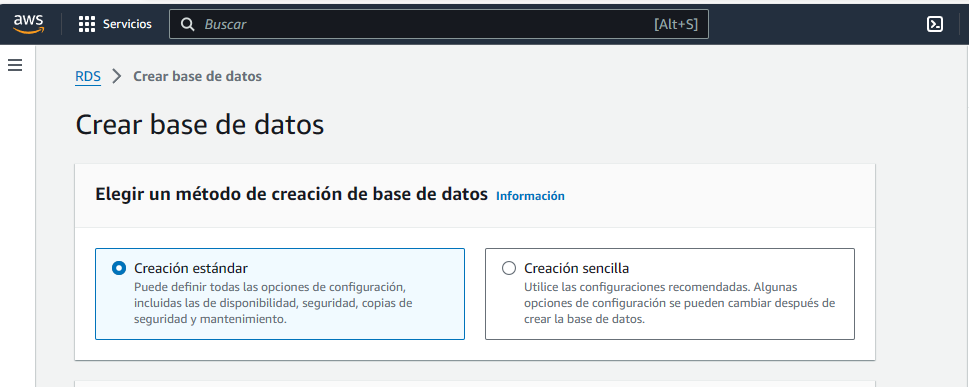 aws
Servicios
Buscar
[Alt+S]
RDS > Crear base de datos
Crear base de datos
Elegir un método de creación de base de datos Información
Creación estándar
Puede definir todas las opciones de configuración,
incluidas las de disponibilidad, seguridad, copias de
seguridad y mantenimiento.
Creación sencilla
Utilice las configuraciones recomendadas. Algunas
opciones de configuración se pueden cambiar después de
crear la base de datos.